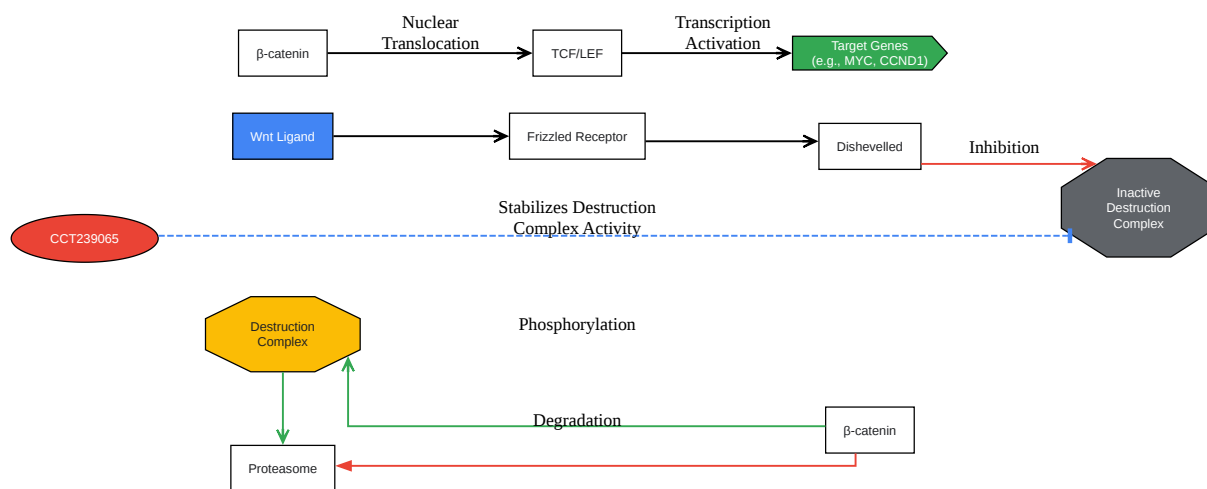 Nuclear
Translocation
Transcription
Activation
β-catenin
TCF/LEF
Target Genes
(e.g., MYC, CCND1)
Wnt Ligand
Frizzled Receptor
Dishevelled
Inhibition
Inactive
Destruction
Complex
Stabilizes Destruction
Complex Activity
CCT239065
Destruction
Complex
Phosphorylation
Degradation
β-catenin
Proteasome